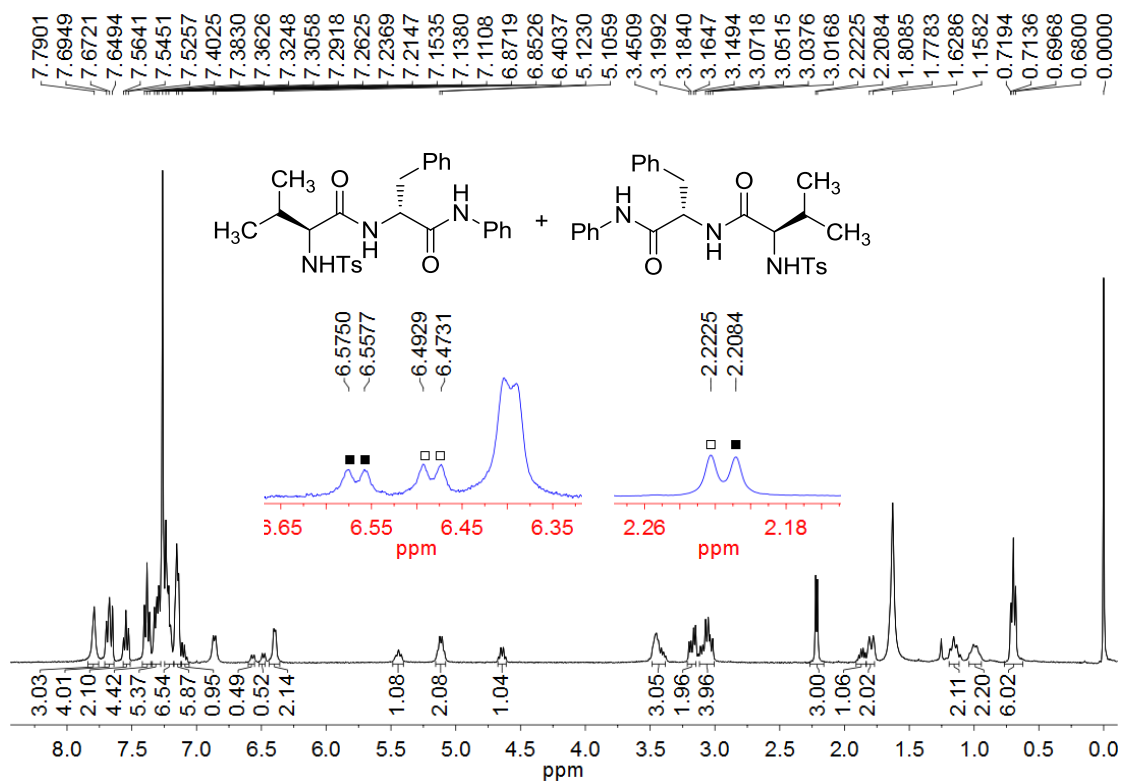 7.7901 7.6949 7.6721 7.6494 7.5641 7.5451 7.5257 7.4025 7.3830 7.3626 7.3248 7.3058 7.2918 7.2625 7.2369 7.2147 7.1535 7.1380 7.1108 6.8719 6.8526 6.4037 5.1230 5.1059 3.4509 3.1992 3.1840 3.1647 3.1494 3.0718 3.0515 3.0376 3.0168 2.2225 2.2084 1.8085 1.7783 1.6286 1.1582 0.7194 0.7136 0.6968 0.6800 0.0000
CH3
H3C
O
Ph
N
H
NHTs
O
H
N
Ph
+
Ph
H
N
O
Ph
N
H
O
NHTs
CH3
CH3
6.5750 6.5577 6.4929 6.4731
2.2225 2.2084
6.65 6.55 6.45 6.35
ppm
2.26 2.18
ppm
3.03 4.01 2.10 4.42 5.37 6.54 5.87 0.95 0.49 0.52 2.14 1.08 2.08 1.04 3.05 1.96 3.96 3.00 1.06 2.02 2.11 2.20 6.02
8.0 7.5 7.0 6.5 6.0 5.5 5.0 4.5 4.0 3.5 3.0 2.5 2.0 1.5 1.0 0.5 0.0
ppm